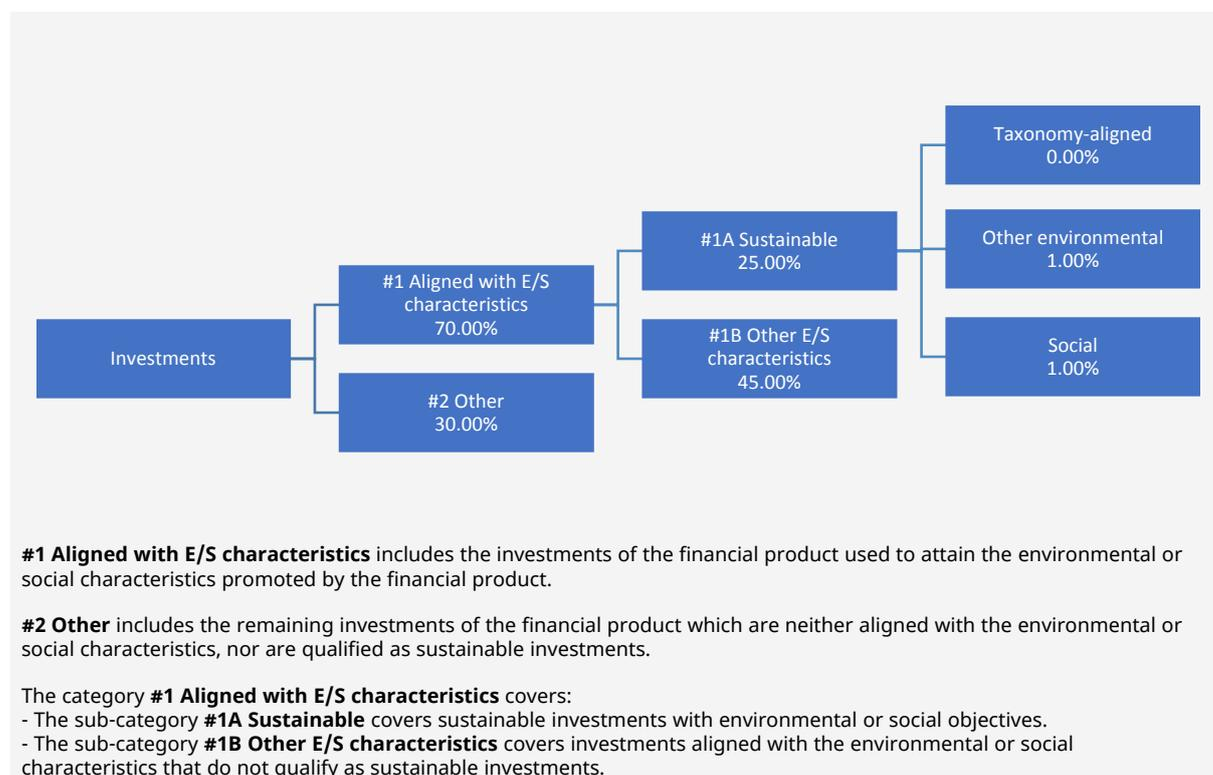 Taxonomy-aligned
0.00%
#1A Sustainable
25.00%
Other environmental
1.00%
#1 Aligned with E/S
characteristics
70.00%
Investments
#1B Other E/S
characteristics
45.00%
Social
1.00%
#2 Other
30.00%
#1 Aligned with E/S characteristics includes the investments of the financial product used to attain the environmental or
social characteristics promoted by the financial product.
#2 Other includes the remaining investments of the financial product which are neither aligned with the environmental or
social characteristics, nor are qualified as sustainable investments.
The category #1 Aligned with E/S characteristics covers:
- The sub-category #1A Sustainable covers sustainable investments with environmental or social objectives.
- The sub-category #1B Other E/S characteristics covers investments aligned with the environmental or social
characteristics that do not qualify as sustainable investments.